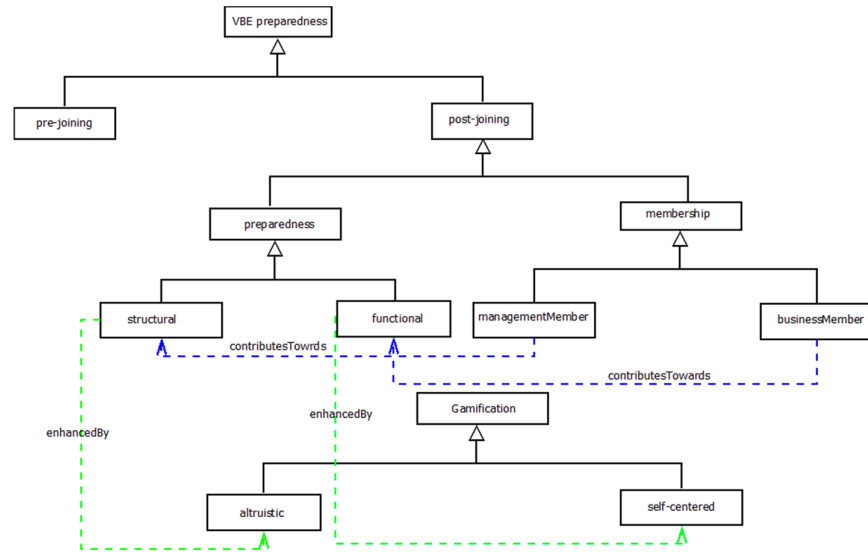 VBE preparedness
pre-joining
post-joining
preparedness
membership
structural
functional
managementMember
businessMember
contributesTowrds
contributesTowards
Gamification
enhancedBy
enhancedBy
altruistic
self-centered